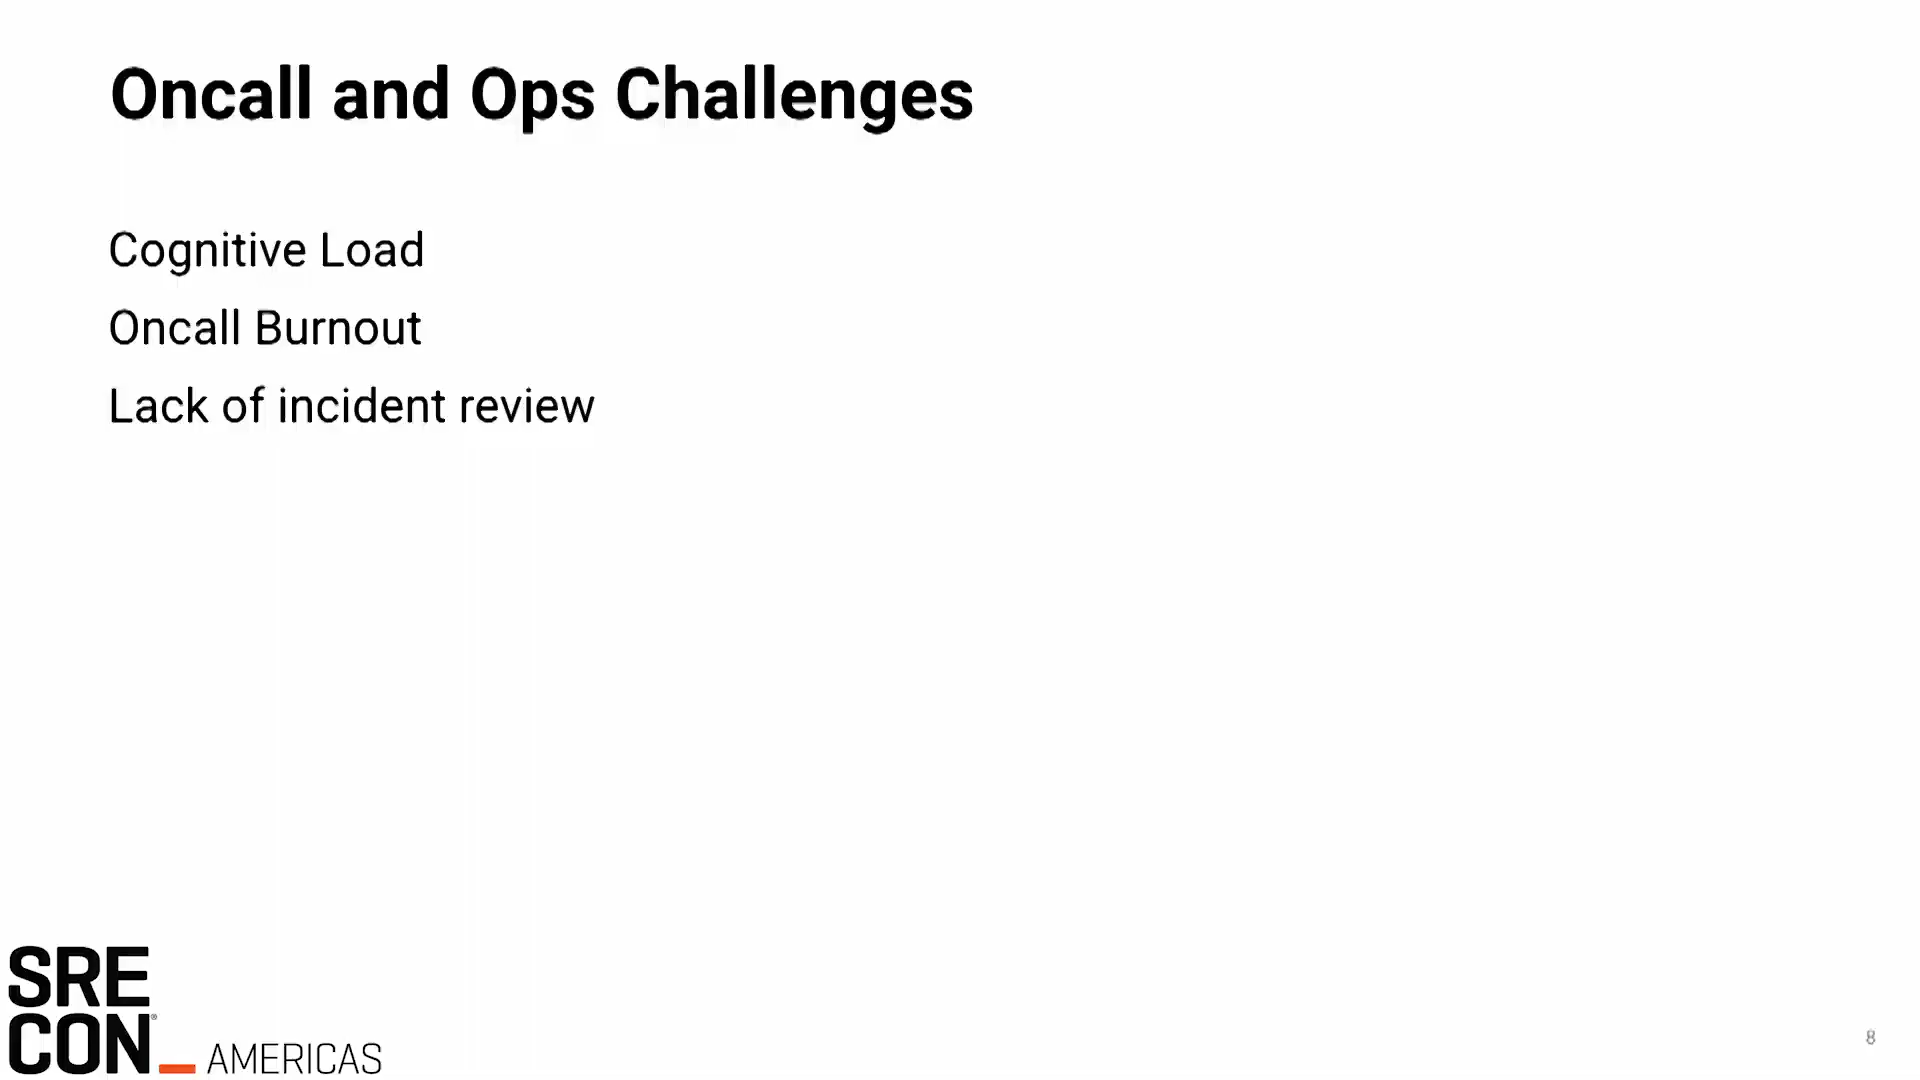 Oncall and Ops Challenges
Cognitive Load
Oncall Burnout
Lack of incident review
SRE
CON® AMERICAS
8